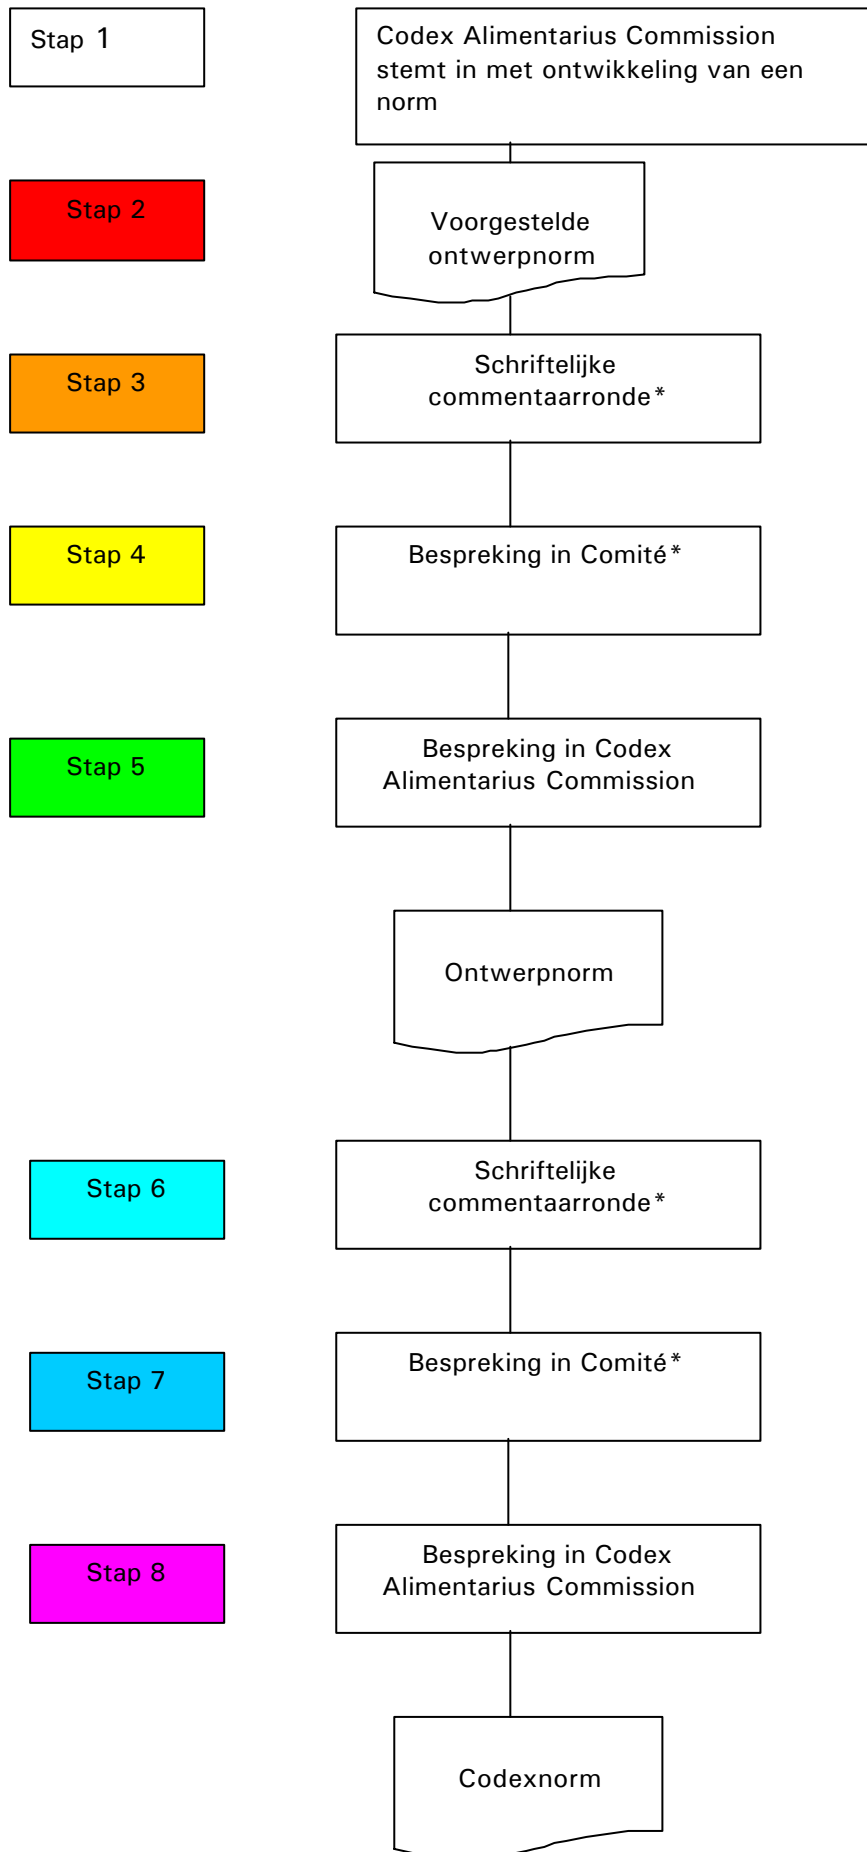 Stap 1
Codex Alimentarius Commission
stemt in met ontwikkeling van een
norm
Stap 2
Voorgestelde
ontwerpnorm
Stap 3
Schriftelijke
commentaarronde*
Stap 4
Bespreking in Comité*
Stap 5
Bespreking in Codex
Alimentarius Commission
Ontwerpnorm
Stap 6
Schriftelijke
commentaarronde*
Stap 7
Bespreking in Comité*
Stap 8
Bespreking in Codex
Alimentarius Commission
Codexnorm